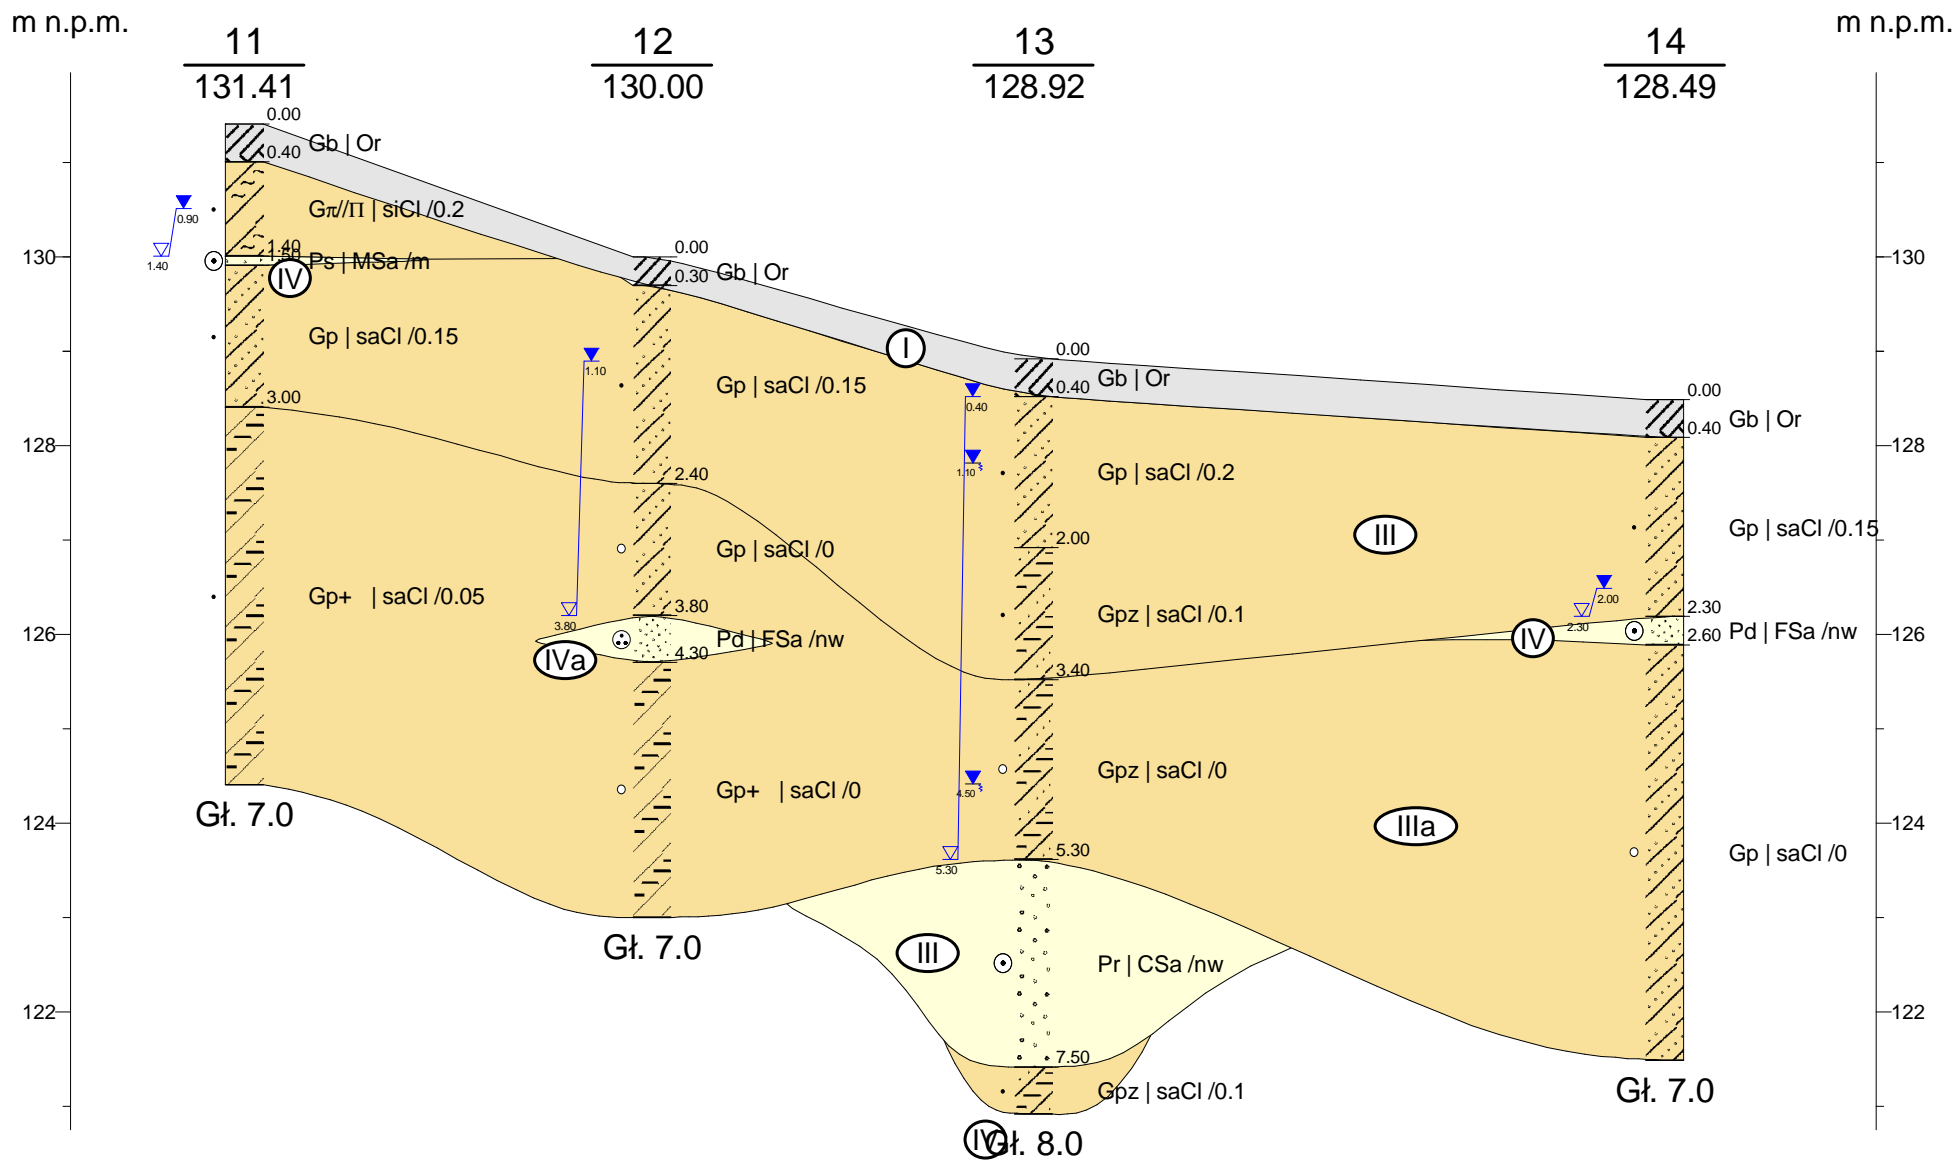 m n.p.m.
m n.p.m.
11
131.41
12
130.00
13
128.92
14
128.49
130
128
126
124
122
130
128
126
124
122
0.00
Gb | Or
0.40
0.90
1.40
Gπ//Π | siCl /0.2
1.40
1.50
Ps | MSa /m
IV
Gp | saCl /0.15
3.00
Gp+ | saCl /0.05
Gł. 7.0
0.00
Gb | Or
0.30
1.10
3.80
Gp | saCl /0.15
2.40
Gp | saCl /0
3.80
Pd | FSa /nw
IVa
4.30
Gp+ | saCl /0
Gł. 7.0
I
0.00
Gb | Or
0.40
0.40
1.10
Gp | saCl /0.2
2.00
Gpz | saCl /0.1
3.40
Gpz | saCl /0
4.50
5.30
5.30
III
Pr | CSa /nw
7.50
Gpz | saCl /0.1
IV
Gł. 8.0
III
IIIa
0.00
Gb | Or
0.40
Gp | saCl /0.15
2.00
2.30
2.30
IV
Pd | FSa /nw
2.60
Gp | saCl /0
Gł. 7.0